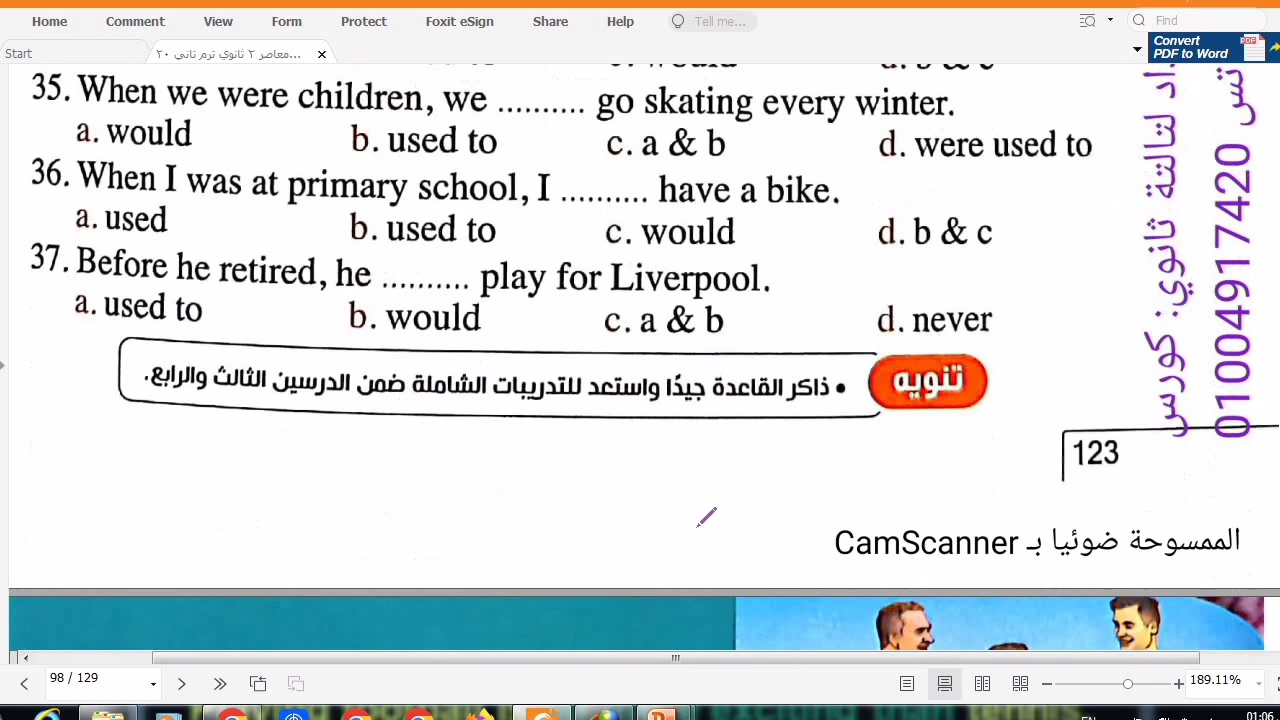 Home Comment View Form Protect Foxit eSign Share Help Tell me... Find
Start
معاصر ٢ ثانوي ترم تاني ٢٠...
Convert
PDF to Word
35. When we were children, we .......... go skating every winter.
a. would b. used to c. a & b d. were used to
36. When I was at primary school, I .......... have a bike.
a. used b. used to c. would d. b & c
37. Before he retired, he .......... play for Liverpool.
a. used to b. would c. a & b d. never
تنويه
• ذاكر القاعدة جيدًا واستعد للتدريبات الشاملة ضمن الدرسين الثالث والرابع.
123
لتالتة ثانوي: كورس
01004917420
الممسوحة ضوئيا بـ CamScanner
98 / 129
189.11%
01:06